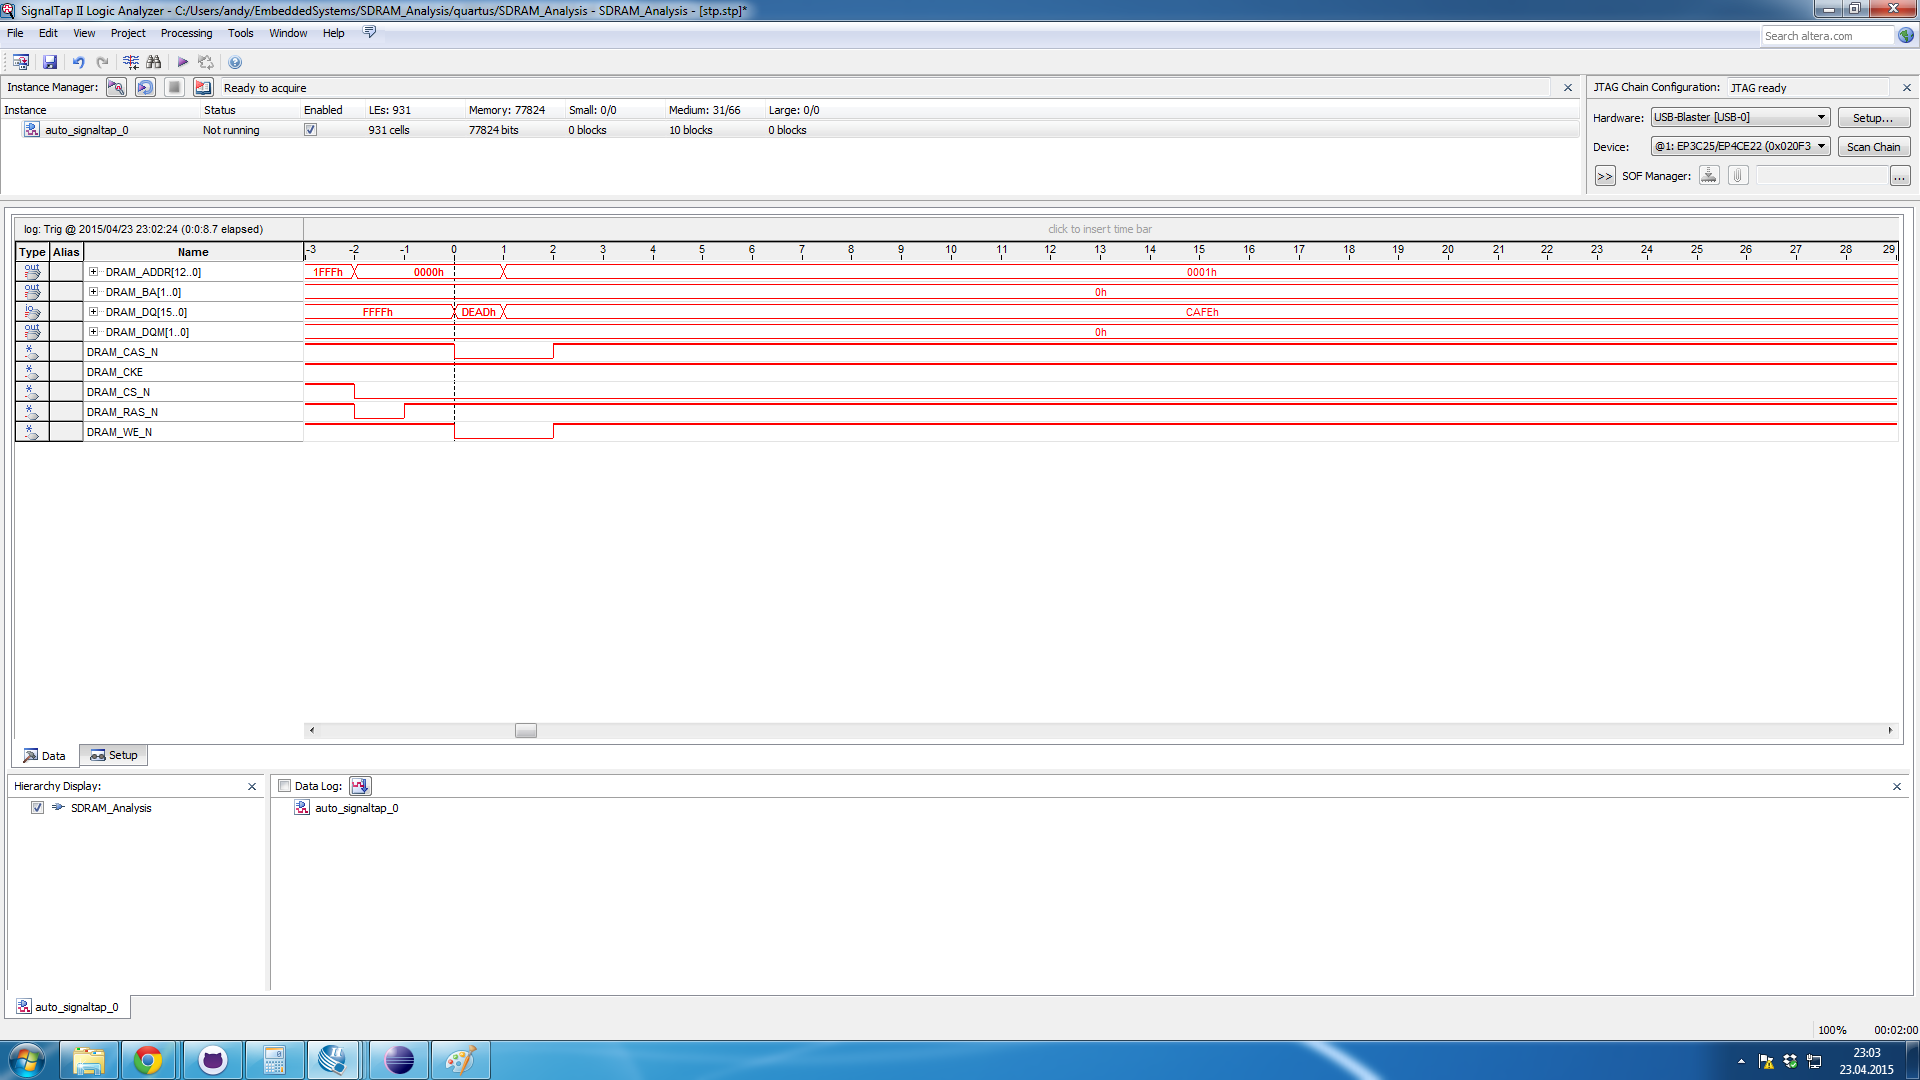 SignalTap II Logic Analyzer - C:/Users/andy/EmbeddedSystems/SDRAM_Analysis/quartus/SDRAM_Analysis - SDRAM_Analysis - [stp.stp]*
File Edit View Project Processing Tools Window Help
Search altera.com
Instance Manager: Ready to acquire
JTAG Chain Configuration: JTAG ready
Instance Status Enabled LEs: 931 Memory: 77824 Small: 0/0 Medium: 31/66 Large: 0/0
auto_signaltap_0 Not running 931 cells 77824 bits 0 blocks 10 blocks 0 blocks
Hardware: USB-Blaster [USB-0] Setup...
Device: @1: EP3C25/EP4CE22 (0x020F3 Scan Chain
>> SOF Manager: ...
log: Trig @ 2015/04/23 23:02:24 (0:0:8.7 elapsed) click to insert time bar
Type Alias Name -3 -2 -1 0 1 2 3 4 5 6 7 8 9 10 11 12 13 14 15 16 17 18 19 20 21 22 23 24 25 26 27 28 29
out DRAM_ADDR[12..0] 1FFFh 0000h 0001h
out DRAM_BA[1..0] 0h
io DRAM_DQ[15..0] FFFFh DEADh CAFEh
out DRAM_DQM[1..0] 0h
* DRAM_CAS_N
* DRAM_CKE
* DRAM_CS_N
* DRAM_RAS_N
* DRAM_WE_N
Data Setup
Hierarchy Display:
SDRAM_Analysis
Data Log:
auto_signaltap_0
auto_signaltap_0
100% 00:02:00
23:03
23.04.2015